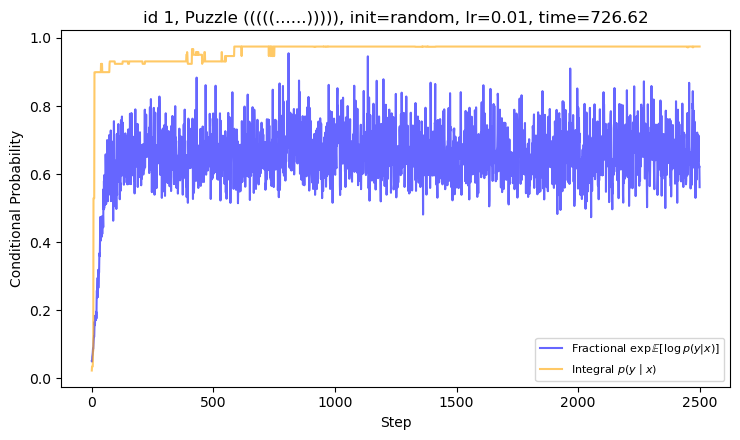 id 1, Puzzle (((((......))))), init=random, lr=0.01, time=726.62
Conditional Probability
1.0
0.8
0.6
0.4
0.2
0.0
0
500
1000
1500
2000
2500
Step
Fractional exp𝔼[log p(y|x)]
Integral p(y | x)